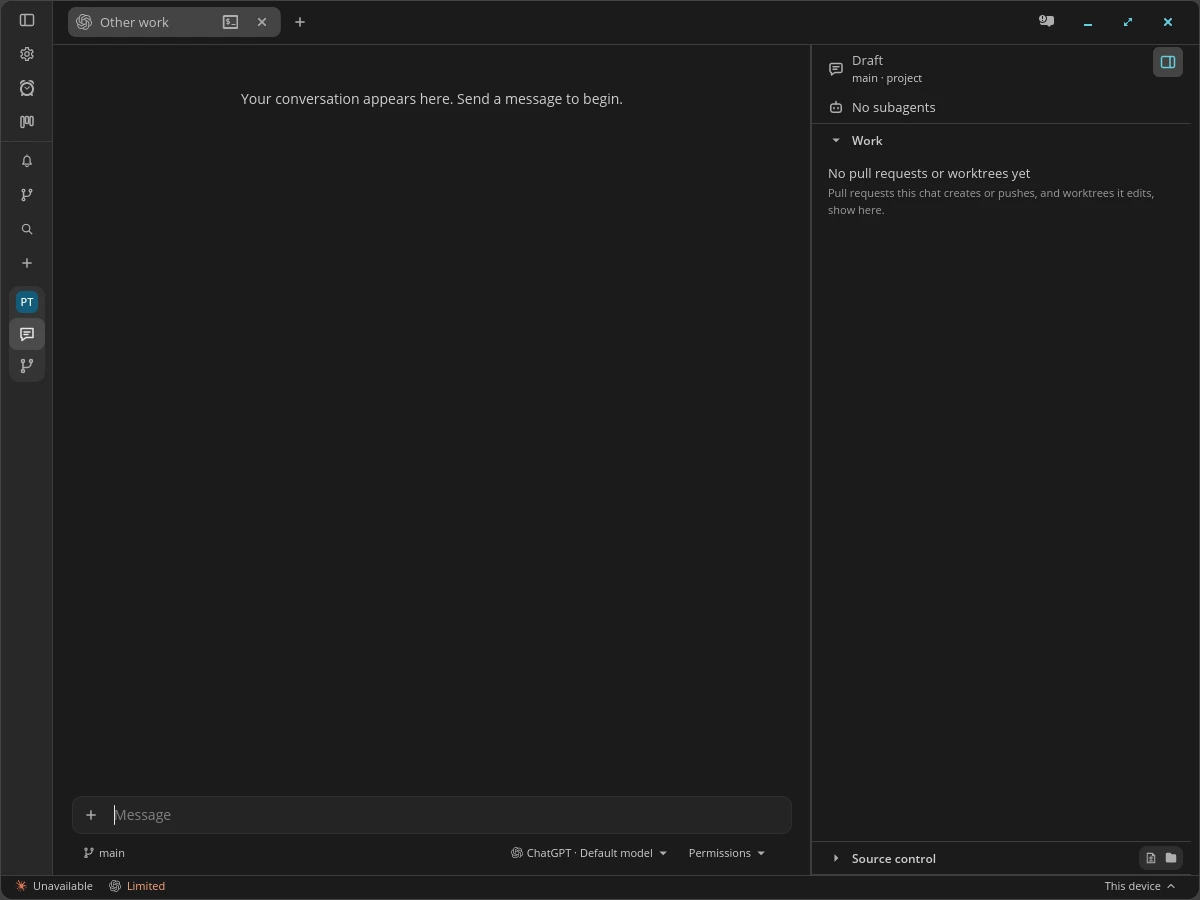 Other work
Your conversation appears here. Send a message to begin.
Draft
main · project
No subagents
Work
No pull requests or worktrees yet
Pull requests this chat creates or pushes, and worktrees it edits,
show here.
PT
Message
main
ChatGPT · Default model
Permissions
Source control
Unavailable
Limited
This device